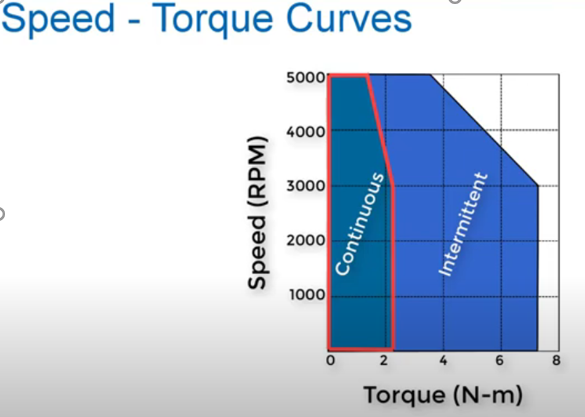 Speed - Torque Curves
Speed (RPM)
5000
4000
3000
2000
1000
Continuous
Intermittent
0 2 4 6 8
Torque (N-m)